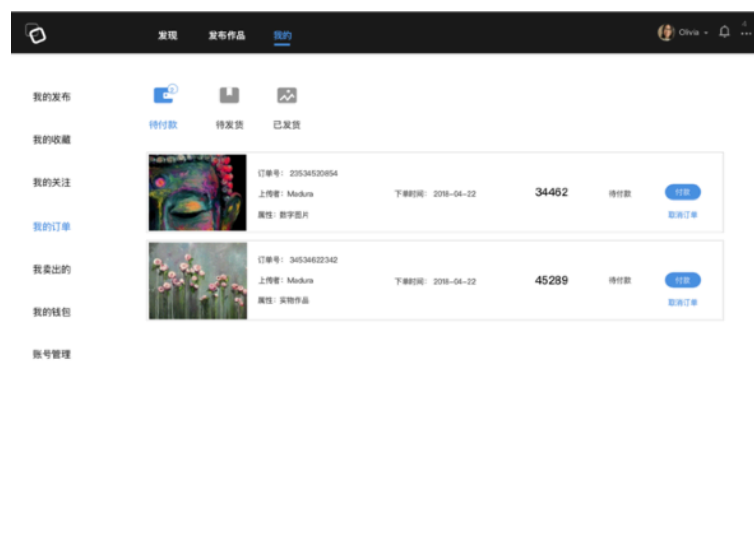 发现 发布作品 我的 Olivia 4
我的发布
我的收藏
我的关注
我的订单
我卖出的
我的钱包
账号管理
待付款 待发货 已发货
订单号： 23534520854
上传者：Madura 下单时间： 2018-04-22 34462 待付款 付款
属性：数字图片 取消订单
订单号： 34534622342
上传者：Madura 下单时间： 2018-04-22 45289 待付款 付款
属性：实物作品 取消订单